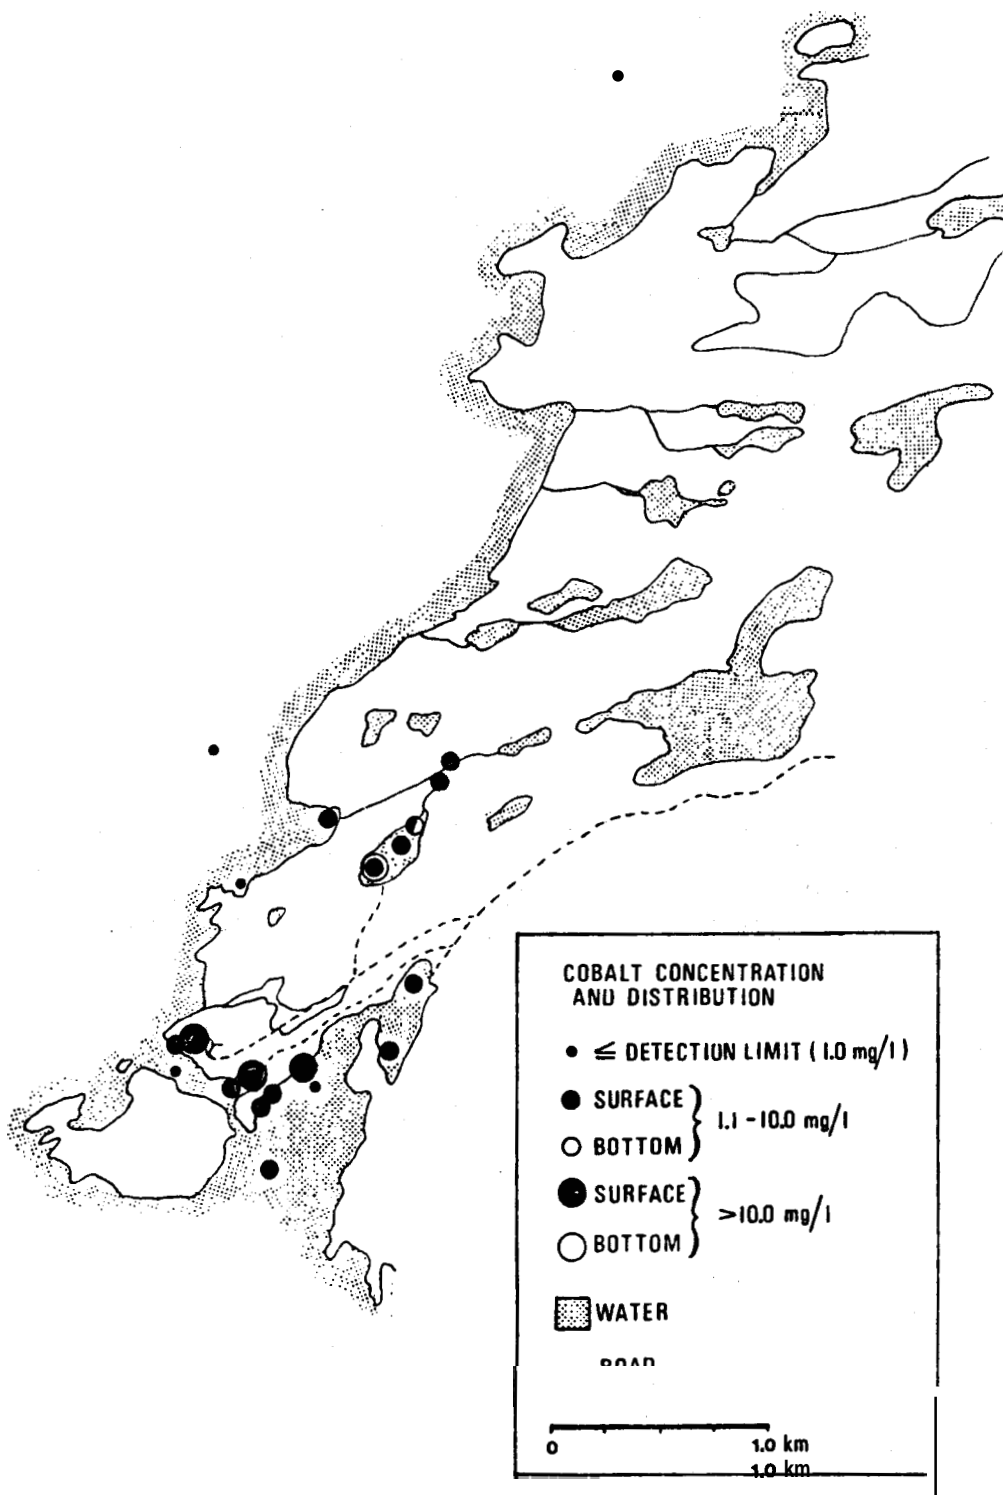 COBALT CONCENTRATION
AND DISTRIBUTION
≤ DETECTION LIMIT (1.0 mg/l)
SURFACE
1.1-10.0 mg/l
BOTTOM
SURFACE
>10.0 mg/l
BOTTOM
WATER
ROAD
0 1.0 km
1.0 km